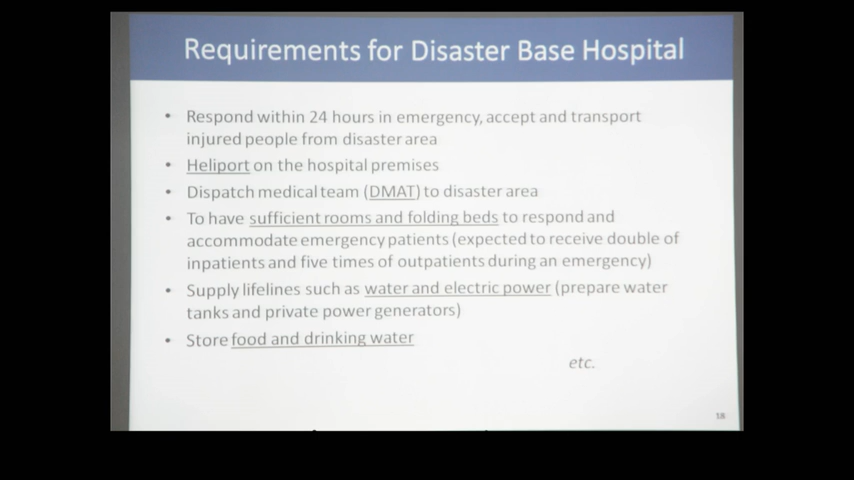 Requirements for Disaster Base Hospital
• Respond within 24 hours in emergency, accept and transport
injured people from disaster area
• Heliport on the hospital premises
• Dispatch medical team (DMAT) to disaster area
• To have sufficient rooms and folding beds to respond and
accommodate emergency patients (expected to receive double of
inpatients and five times of outpatients during an emergency)
• Supply lifelines such as water and electric power (prepare water
tanks and private power generators)
• Store food and drinking water
etc.
18